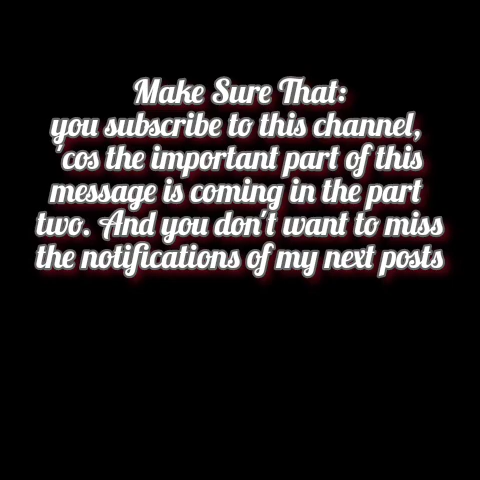 Make Sure That:
you subscribe to this channel,
'cos the important part of this
message is coming in the part
two. And you don't want to miss
the notifications of my next posts